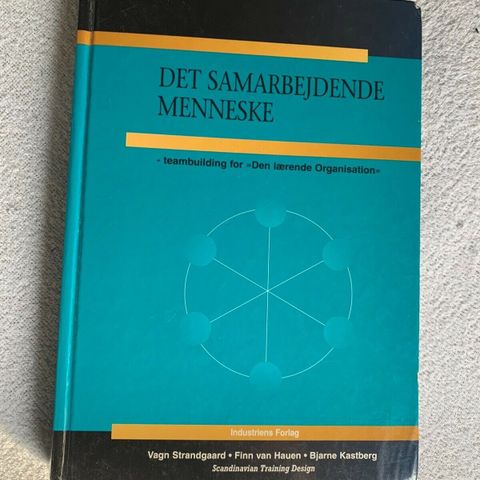 DET SAMARBEJDENDE
MENNESKE
- teambuilding for »Den lærende Organisation«
Industriens Forlag
Vagn Strandgaard • Finn van Hauen • Bjarne Kastberg
Scandinavian Training Design